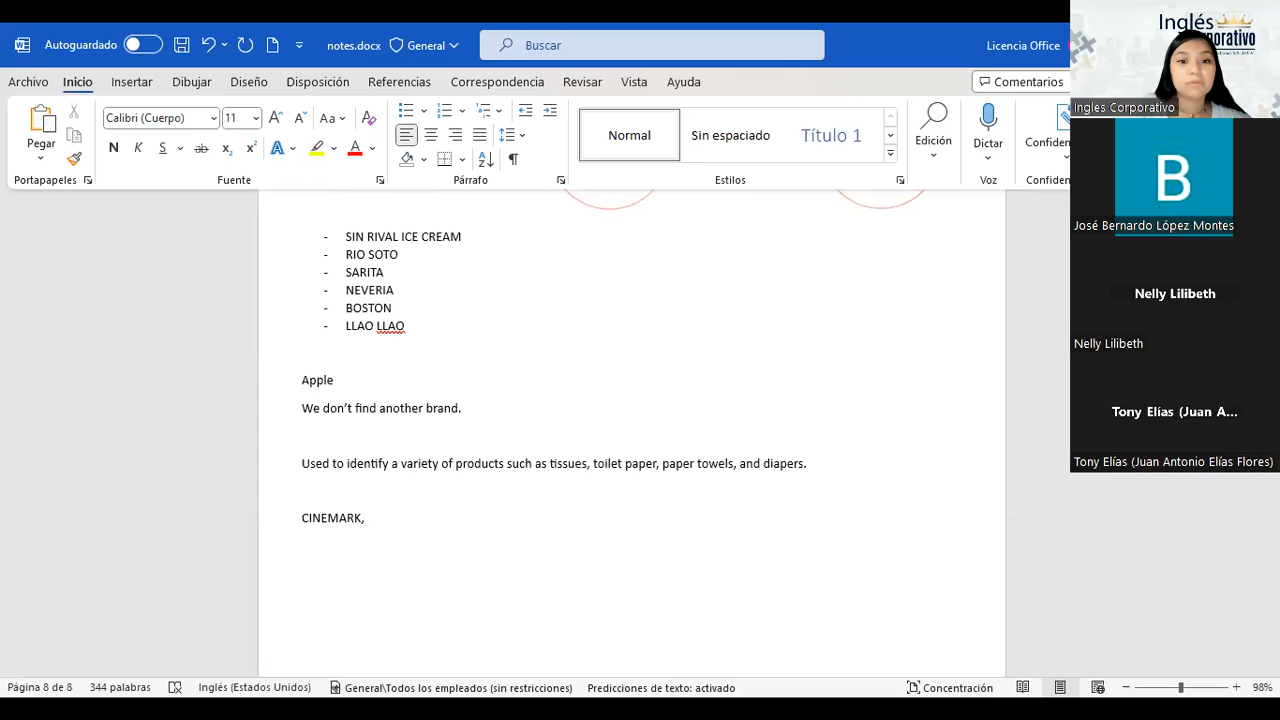 Autoguardado
notes.docx
General
Buscar
Licencia Office
Archivo
Inicio
Insertar
Dibujar
Diseño
Disposición
Referencias
Correspondencia
Revisar
Vista
Ayuda
Comentarios
Pegar
Portapapeles
Calibri (Cuerpo)
11
Fuente
Párrafo
Normal
Sin espaciado
Título 1
Estilos
Edición
Dictar
Voz
Confidenc
Confidenc
- SIN RIVAL ICE CREAM
- RIO SOTO
- SARITA
- NEVERIA
- BOSTON
- LLAO LLAO
Apple
We don't find another brand.
Used to identify a variety of products such as tissues, toilet paper, paper towels, and diapers.
CINEMARK,
Página 8 de 8
344 palabras
Inglés (Estados Unidos)
General\Todos los empleados (sin restricciones)
Predicciones de texto: activado
Concentración
98%
Inglés
Ingles Corporativo
B
José Bernardo López Montes
Nelly Lilibeth
Nelly Lilibeth
Tony Elías (Juan A...
Tony Elías (Juan Antonio Elías Flores)